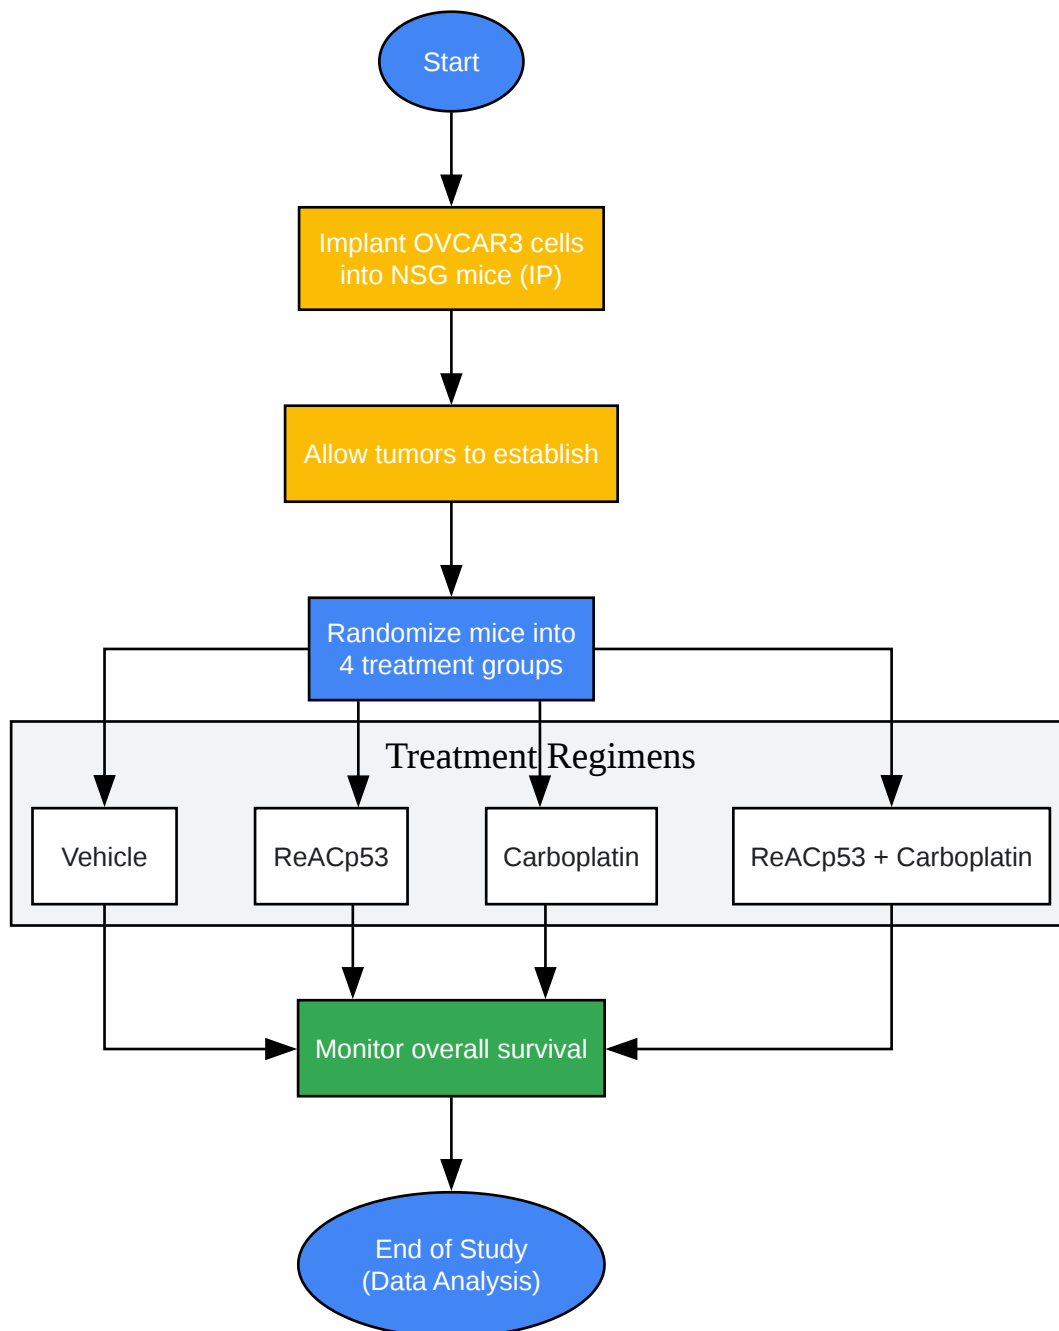 Start
Implant OVCAR3 cells
into NSG mice (IP)
Allow tumors to establish
Randomize mice into
4 treatment groups
Treatment Regimens
Vehicle
ReACp53
Carboplatin
ReACp53 + Carboplatin
Monitor overall survival
End of Study
(Data Analysis)